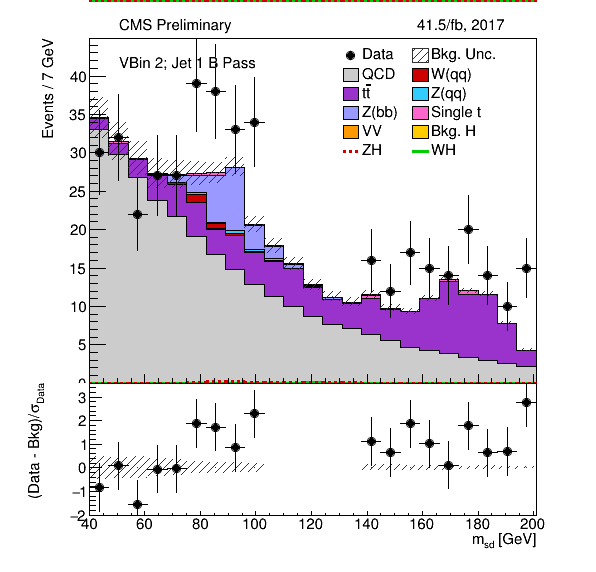 CMS Preliminary 41.5/fb, 2017
VBin 2; Jet 1 B Pass
Events / 7 GeV
Data
Bkg. Unc.
QCD
W(qq)
tt̅
Z(qq)
Z(bb)
Single t
VV
Bkg. H
ZH
WH
40
35
30
25
20
15
10
5
0
(Data - Bkg)/σData
3
2
1
0
−1
−2
40 60 80 100 120 140 160 180 200
msd [GeV]